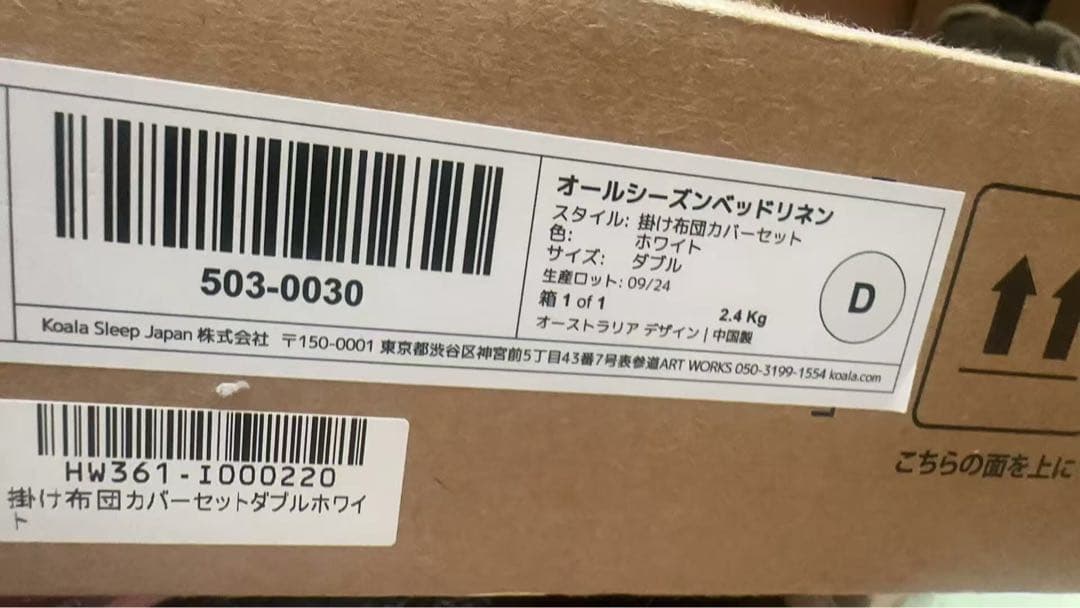 503-0030
オールシーズンベッドリネン
スタイル: 掛け布団カバーセット
色: ホワイト
サイズ: ダブル
生産ロット: 09/24
箱 1 of 1 2.4 Kg
オーストラリア デザイン | 中国製
D
Koala Sleep Japan 株式会社 〒150-0001 東京都渋谷区神宮前5丁目43番7号表参道ART WORKS 050-3199-1554 koala.com
HW361-I000220
掛け布団カバーセットダブルホワイ
ト
こちらの面を上に